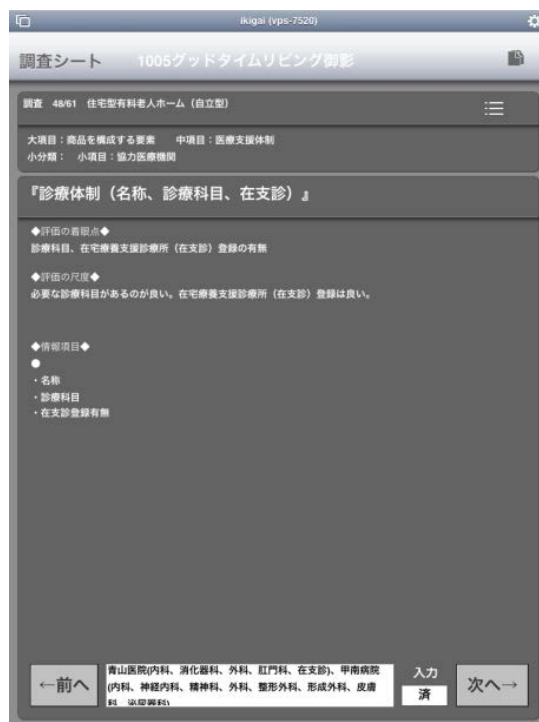 ikigai (vps-7520)
調査シート 1005グッドタイムリビング御影
調査 48/61 住宅型有料老人ホーム（自立型）
大項目：商品を構成する要素 中項目：医療支援体制
小分類： 小項目：協力医療機関
『診療体制（名称、診療科目、在支診）』
◆評価の着眼点◆
診療科目、在宅療養支援診療所（在支診）登録の有無
◆評価の尺度◆
必要な診療科目があるのが良い。在宅療養支援診療所（在支診）登録は良い。
◆情報項目◆
●
・名称
・診療科目
・在支診登録有無
←前へ
青山医院(内科、消化器科、外科、肛門科、在支診)、甲南病院
(内科、神経内科、精神科、外科、整形外科、形成外科、皮膚
科、泌尿器科)
入力
済
次へ→